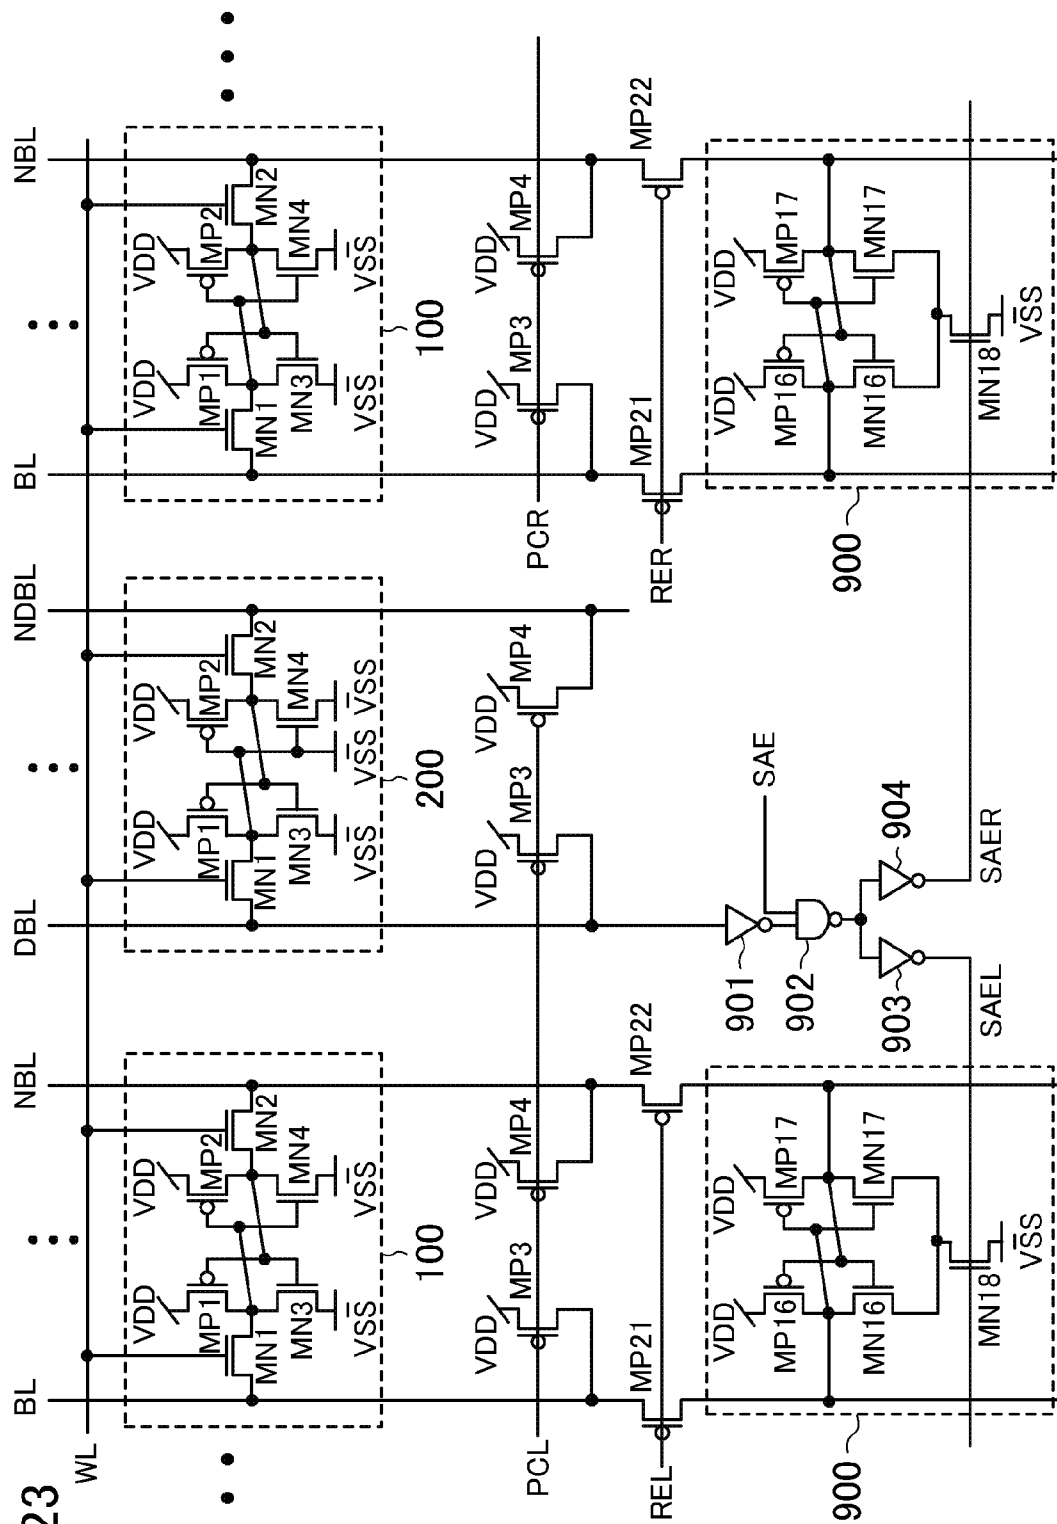 23
BL
NBL
DBL
NDBL
BL
NBL
WL
VDD
MP1
VDD
MP2
MN1
MN2
MN3
MN4
VSS
VSS
100
VDD
MP1
VDD
MP2
MN1
MN2
MN3
MN4
VSS
VSS
VSS
200
VDD
MP1
VDD
MP2
MN1
MN2
MN3
MN4
VSS
VSS
100
PCL
VDD
MP3
VDD
MP4
VDD
MP3
VDD
MP4
PCR
VDD
MP3
VDD
MP4
REL
MP21
MP22
RER
MP21
MP22
901
SAE
902
903
904
SAEL
SAER
900
VDD
MP16
VDD
MP17
MN16
MN17
MN18
VSS
900
VDD
MP16
VDD
MP17
MN16
MN17
MN18
VSS